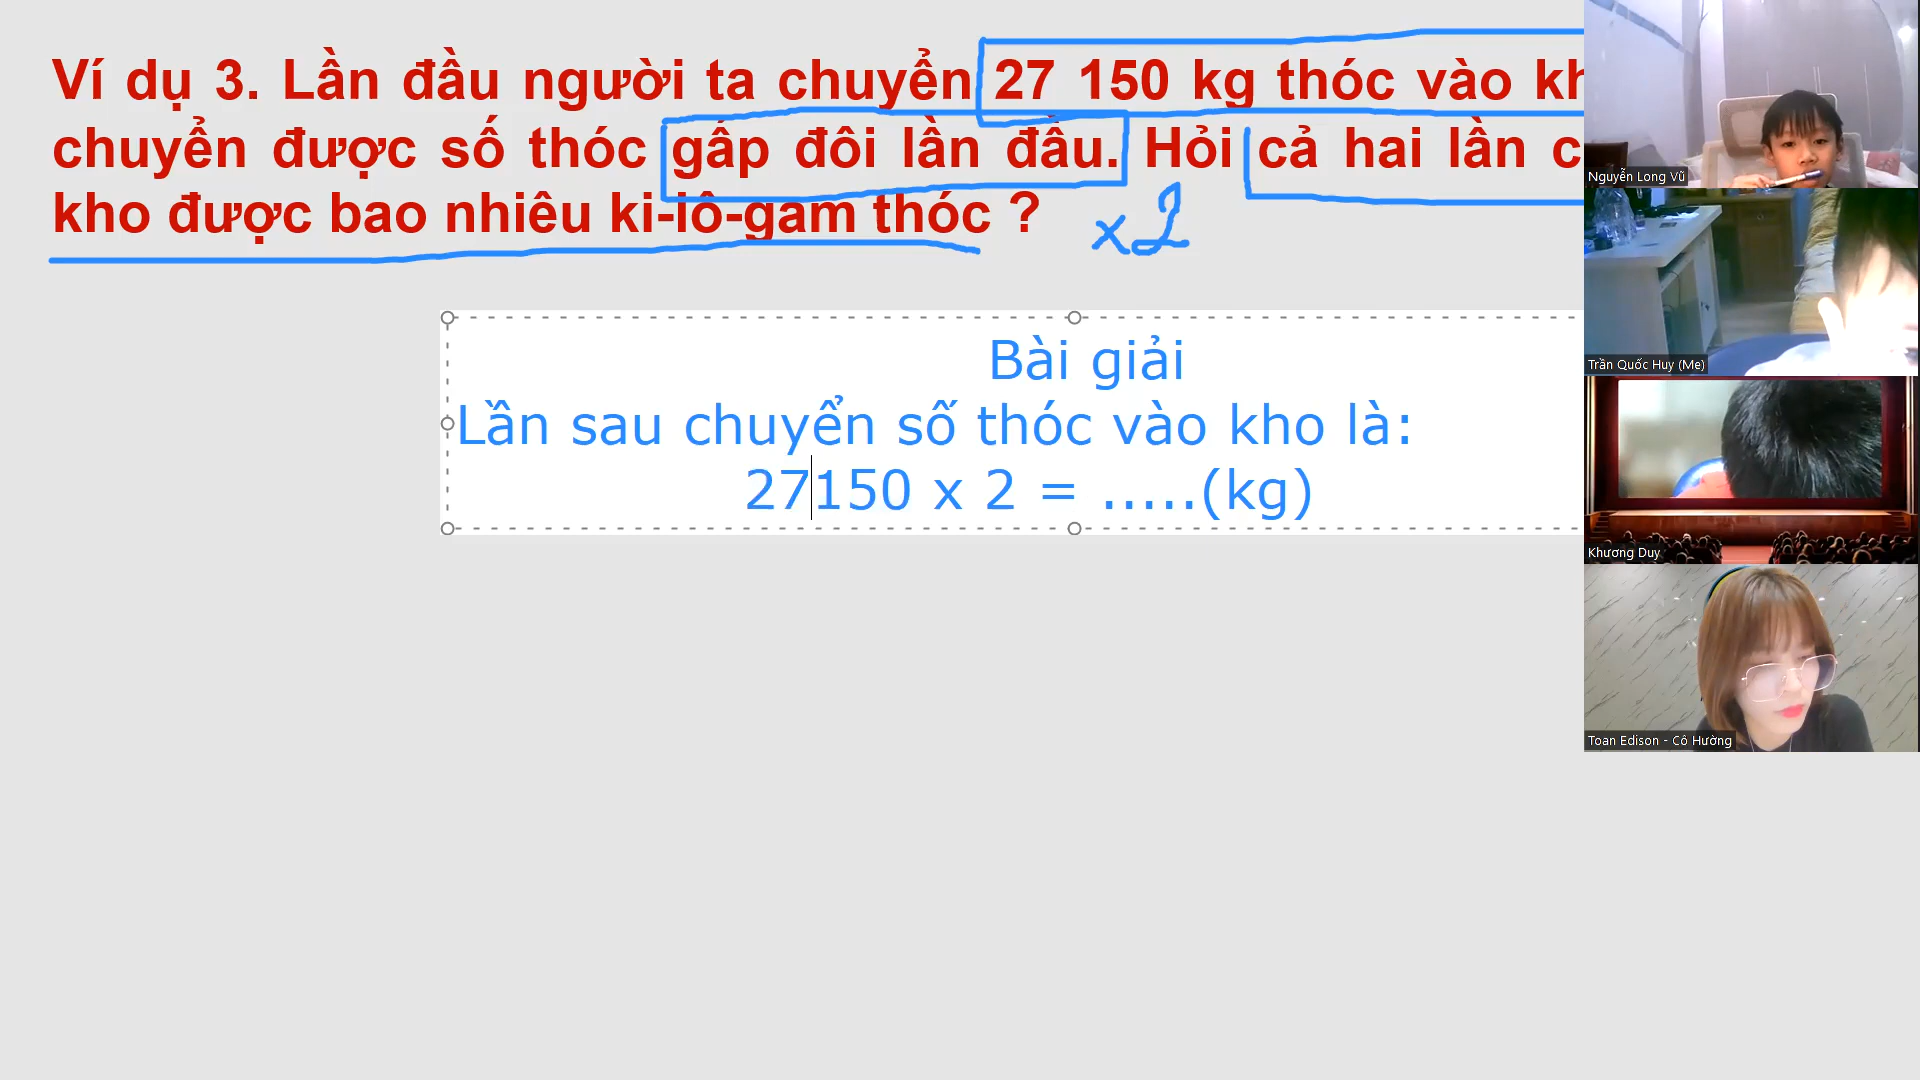 Ví dụ 3. Lần đầu người ta chuyển 27 150 kg thóc vào
chuyển được số thóc gấp đôi lần đầu. Hỏi cả hai lần
kho được bao nhiêu ki-lô-gam thóc ?
x2
Bài giải
Lần sau chuyển số thóc vào kho là:
27150 x 2 = .....(kg)
Nguyễn Long Vũ
Trần Quốc Huy (Me)
Khương Duy
Toan Edison - Cô Hường